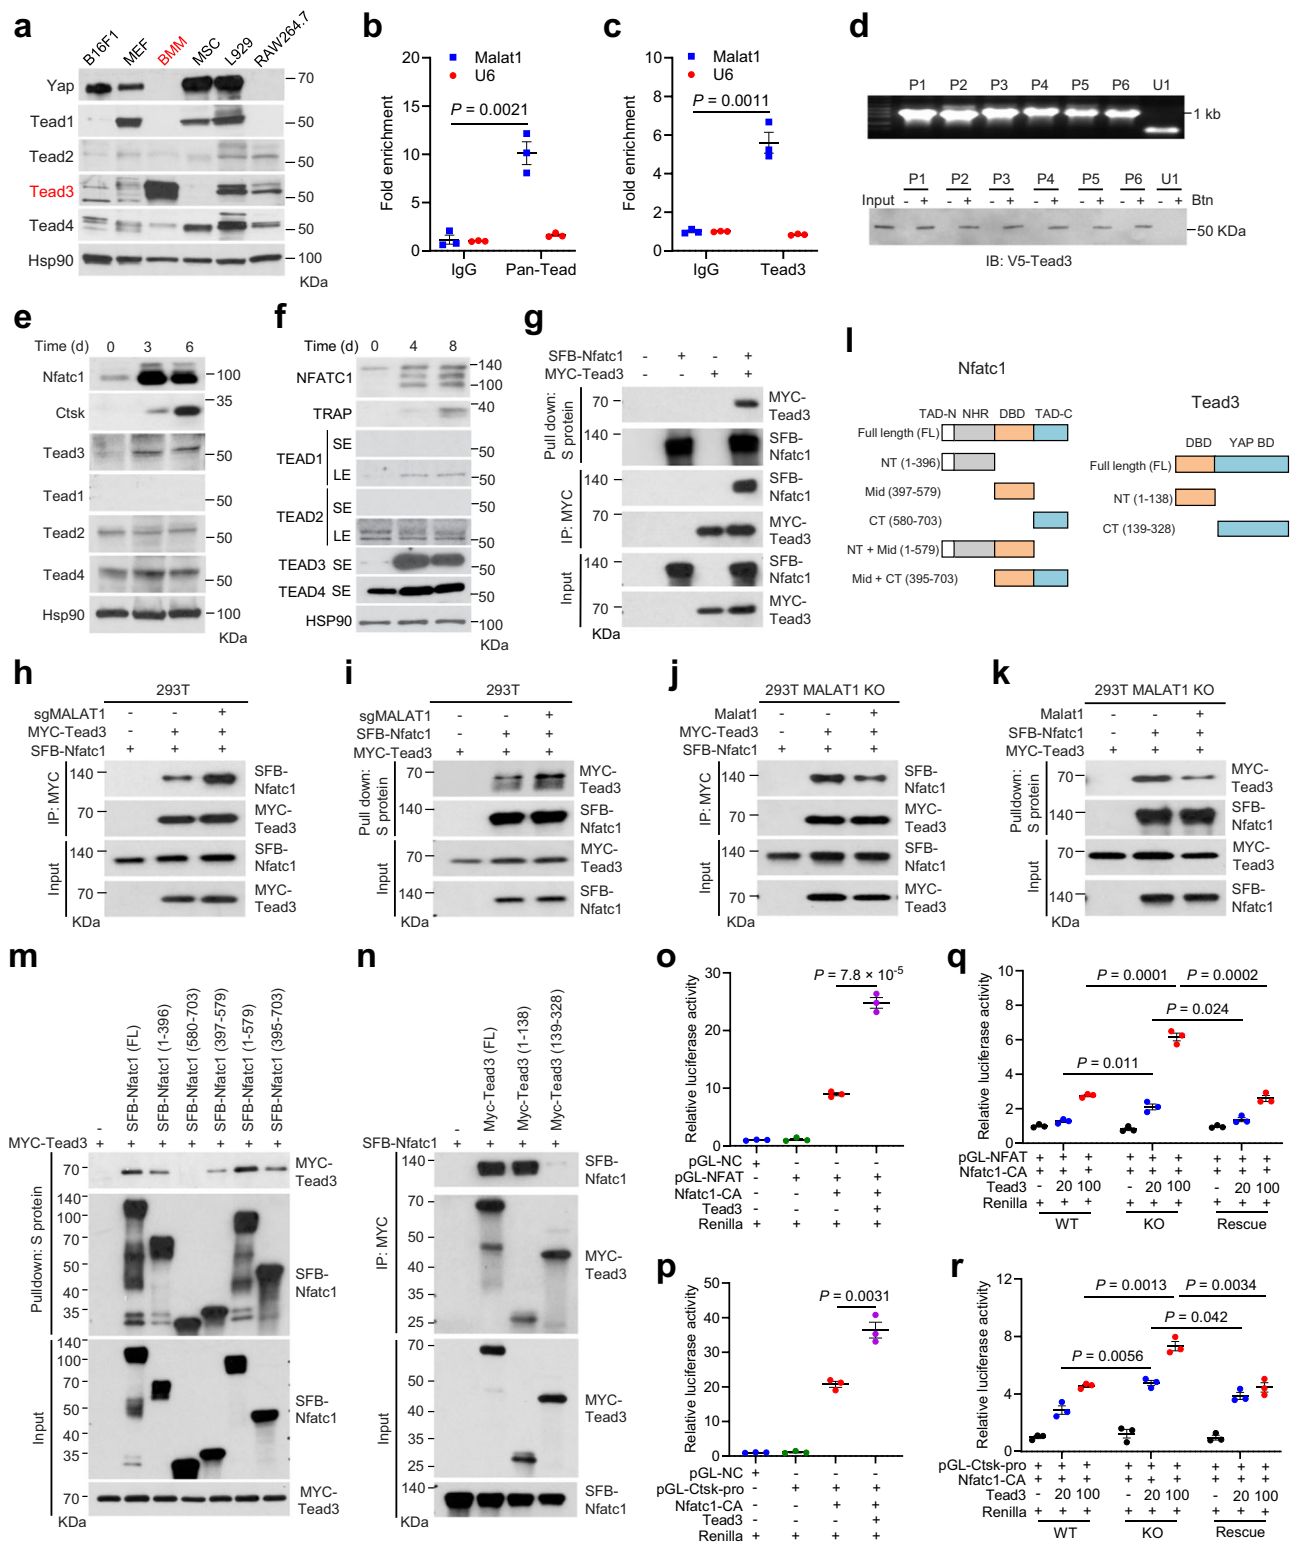 a
B16F1 MEF BMM MSC L929 RAW264.7
Yap 70
Tead1 50
Tead2 50
Tead3 50
Tead4 50
Hsp90 100
KDa
b
Malat1
U6
P = 0.0021
Fold enrichment
20
15
10
5
0
IgG Pan-Tead
c
Malat1
U6
P = 0.0011
Fold enrichment
10
8
6
4
2
0
IgG Tead3
d
P1 P2 P3 P4 P5 P6 U1
1 kb
P1 P2 P3 P4 P5 P6 U1
Input - + - + - + - + - + - + - + Btn
50 KDa
IB: V5-Tead3
e
Time (d) 0 3 6
Nfatc1 100
Ctsk 35
Tead3 50
Tead1 50
Tead2 50
Tead4 50
Hsp90 100
KDa
f
Time (d) 0 4 8
NFATC1 140
100
TRAP 40
TEAD1 SE 50
LE 50
TEAD2 SE 50
LE 50
TEAD3 SE 50
TEAD4 SE 50
HSP90 100
KDa
g
SFB-Nfatc1 - + - +
MYC-Tead3 - - + +
Pull down: S protein
70 MYC-Tead3
140 SFB-Nfatc1
IP: MYC
140 SFB-Nfatc1
70 MYC-Tead3
Input
140 SFB-Nfatc1
70 MYC-Tead3
KDa
l
Nfatc1
TAD-N NHR DBD TAD-C
Full length (FL)
NT (1-396)
Mid (397-579)
CT (580-703)
NT + Mid (1-579)
Mid + CT (395-703)
Tead3
DBD YAP BD
Full length (FL)
NT (1-138)
CT (139-328)
h
293T
sgMALAT1 - - +
MYC-Tead3 - + +
SFB-Nfatc1 + + +
IP: MYC
140 SFB-Nfatc1
70 MYC-Tead3
Input
140 SFB-Nfatc1
70 MYC-Tead3
KDa
i
293T
sgMALAT1 - - +
SFB-Nfatc1 - + +
MYC-Tead3 + + +
Pull down: S protein
70 MYC-Tead3
140 SFB-Nfatc1
Input
70 MYC-Tead3
140 SFB-Nfatc1
KDa
j
293T MALAT1 KO
Malat1 - - +
MYC-Tead3 - + +
SFB-Nfatc1 + + +
IP: MYC
140 SFB-Nfatc1
70 MYC-Tead3
Input
140 SFB-Nfatc1
70 MYC-Tead3
KDa
k
293T MALAT1 KO
Malat1 - - +
SFB-Nfatc1 - + +
MYC-Tead3 + + +
Pulldown: S protein
70 MYC-Tead3
140 SFB-Nfatc1
Input
70 MYC-Tead3
140 SFB-Nfatc1
KDa
m
- SFB-Nfatc1 (FL) SFB-Nfatc1 (1-396) SFB-Nfatc1 (580-703) SFB-Nfatc1 (397-579) SFB-Nfatc1 (1-579) SFB-Nfatc1 (395-703)
MYC-Tead3 + + + + + + +
Pulldown: S protein
70 MYC-Tead3
140
100
70
50
40
35
SFB-Nfatc1
Input
140
100
70
50
40
35
SFB-Nfatc1
70 MYC-Tead3
KDa
n
- Myc-Tead3 (FL) Myc-Tead3 (1-138) Myc-Tead3 (139-328)
SFB-Nfatc1 + + + +
IP: MYC
140 SFB-Nfatc1
70
50
40
35
25
MYC-Tead3
Input
70
50
40
35
25
MYC-Tead3
140 SFB-Nfatc1
KDa
o
P = 7.8 × 10-5
Relative luciferase activity
30
20
10
0
pGL-NC + - - -
pGL-NFAT - + + +
Nfatc1-CA - - + +
Tead3 - - - +
Renilla + + + +
p
P = 0.0031
Relative luciferase activity
50
40
30
20
10
0
pGL-NC + - - -
pGL-Ctsk-pro - + + +
Nfatc1-CA - - + +
Tead3 - - - +
Renilla + + + +
q
P = 0.0001 P = 0.0002
P = 0.024
P = 0.011
Relative luciferase activity
10
8
6
4
2
0
pGL-NFAT + + + + + + + + +
Nfatc1-CA + + + + + + + + +
Tead3 - 20 100 - 20 100 - 20 100
Renilla + + + + + + + + +
WT KO Rescue
r
P = 0.0013 P = 0.0034
P = 0.042
P = 0.0056
Relative luciferase activity
12
8
4
0
pGL-Ctsk-pro + + + + + + + + +
Nfatc1-CA + + + + + + + + +
Tead3 - 20 100 - 20 100 - 20 100
Renilla + + + + + + + + +
WT KO Rescue